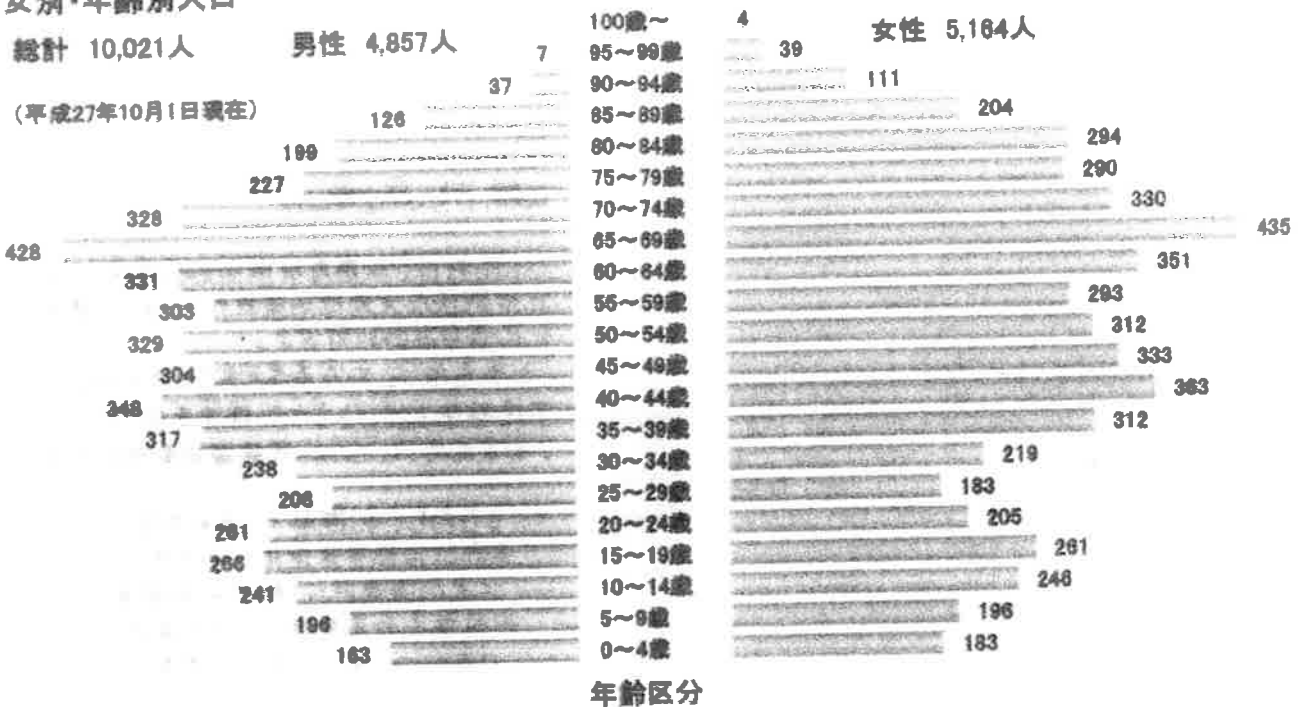 女別・年齢別人口
総計 10,021人 男性 4,857人 女性 5,164人
(平成27年10月1日現在)
100歳～ 4
7 95～99歳 39
37 90～94歳 111
126 85～89歳 204
199 80～84歳 294
227 75～79歳 290
328 70～74歳 330
428 65～69歳 435
331 60～64歳 351
303 55～59歳 293
329 50～54歳 312
304 45～49歳 333
348 40～44歳 363
317 35～39歳 312
238 30～34歳 219
208 25～29歳 183
261 20～24歳 205
266 15～19歳 261
241 10～14歳 246
196 5～9歳 196
163 0～4歳 183
年齢区分